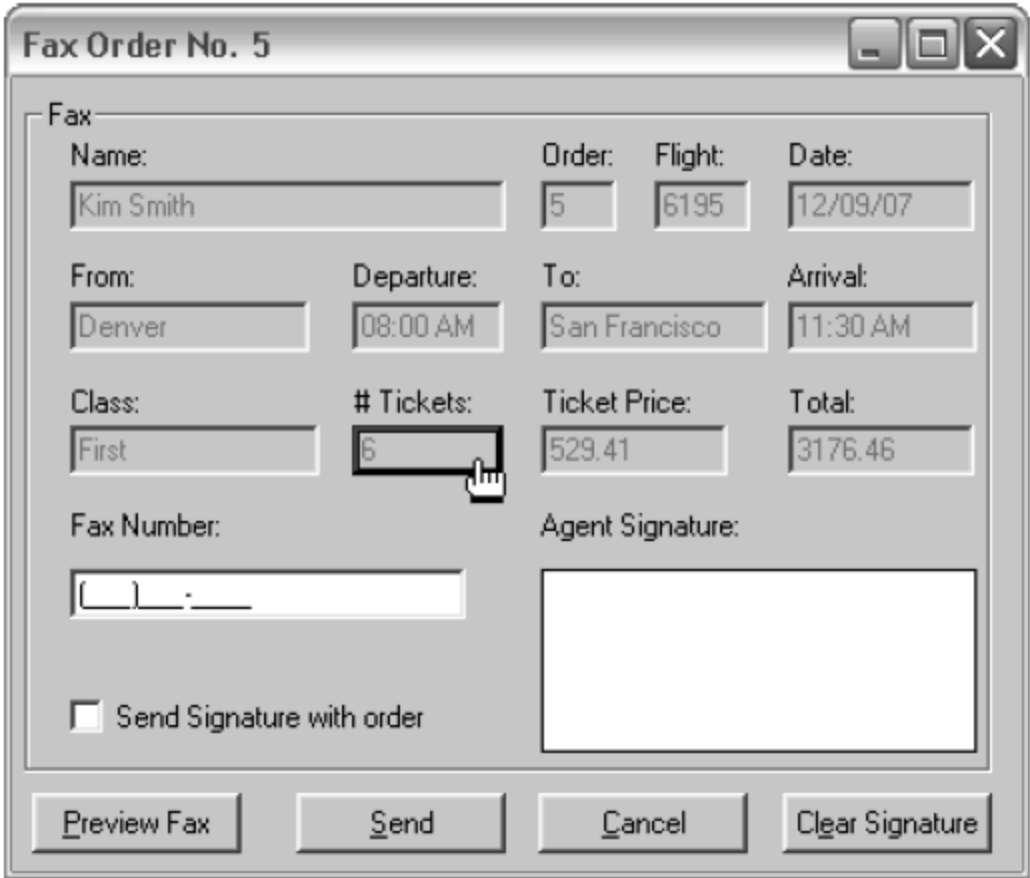 Fax Order No. 5
Fax
Name: Order: Flight: Date:
Kim Smith 5 6195 12/09/07
From: Departure: To: Arrival:
Denver 08:00 AM San Francisco 11:30 AM
Class: # Tickets: Ticket Price: Total:
First 6 529.41 3176.46
Fax Number: Agent Signature:
(___)___-____
Send Signature with order
Preview Fax Send Cancel Clear Signature